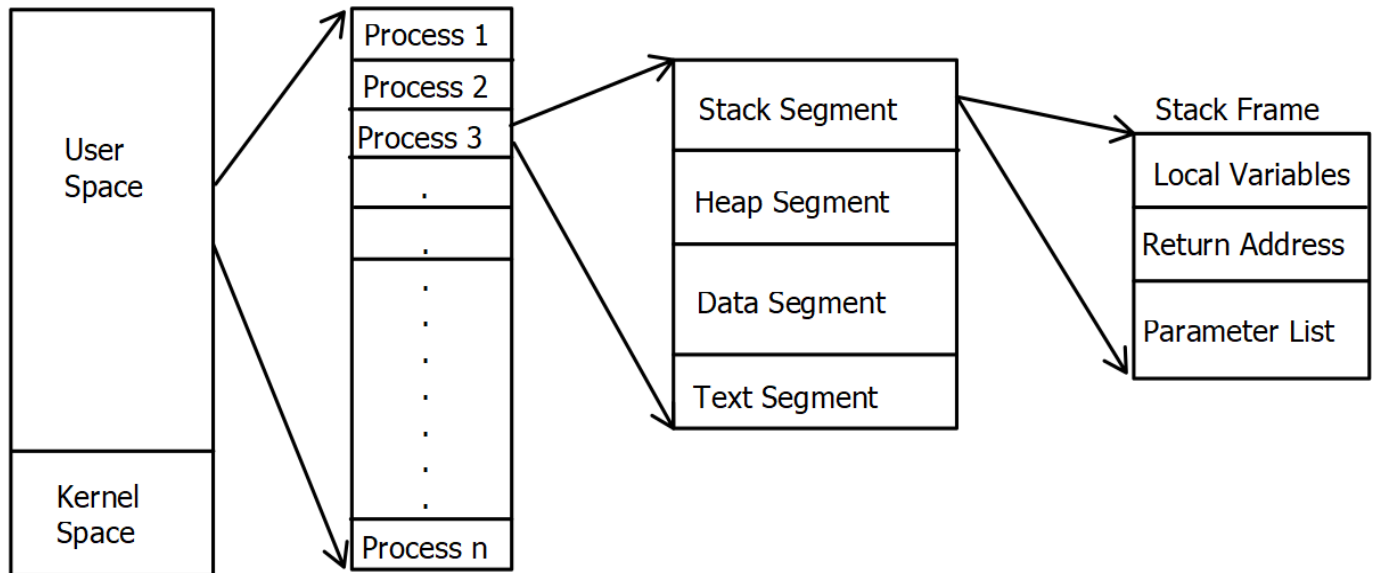 User
Space
Kernel
Space
Process 1
Process 2
Process 3
.
.
.
.
.
.
.
.
.
Process n
Stack Segment
Heap Segment
Data Segment
Text Segment
Stack Frame
Local Variables
Return Address
Parameter List